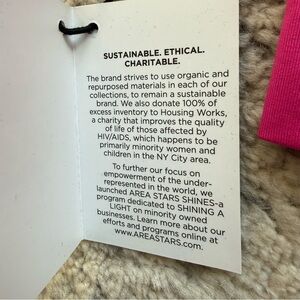 SUSTAINABLE. ETHICAL.
CHARITABLE.
The brand strives to use organic and
repurposed materials in each of our
collections, to remain a sustainable
brand. We also donate 100% of
excess inventory to Housing Works,
a charity that improves the quality
of life of those affected by
HIV/AIDS, which happens to be
primarily minority women and
children in the NY City area.
To further our focus on
empowerment of the under-
represented in the world, we
launched AREA STARS SHINES-a
program dedicated to SHINING A
LIGHT on minority owned
businesses. Learn more about our
efforts and programs online at
www.AREASTARS.com.